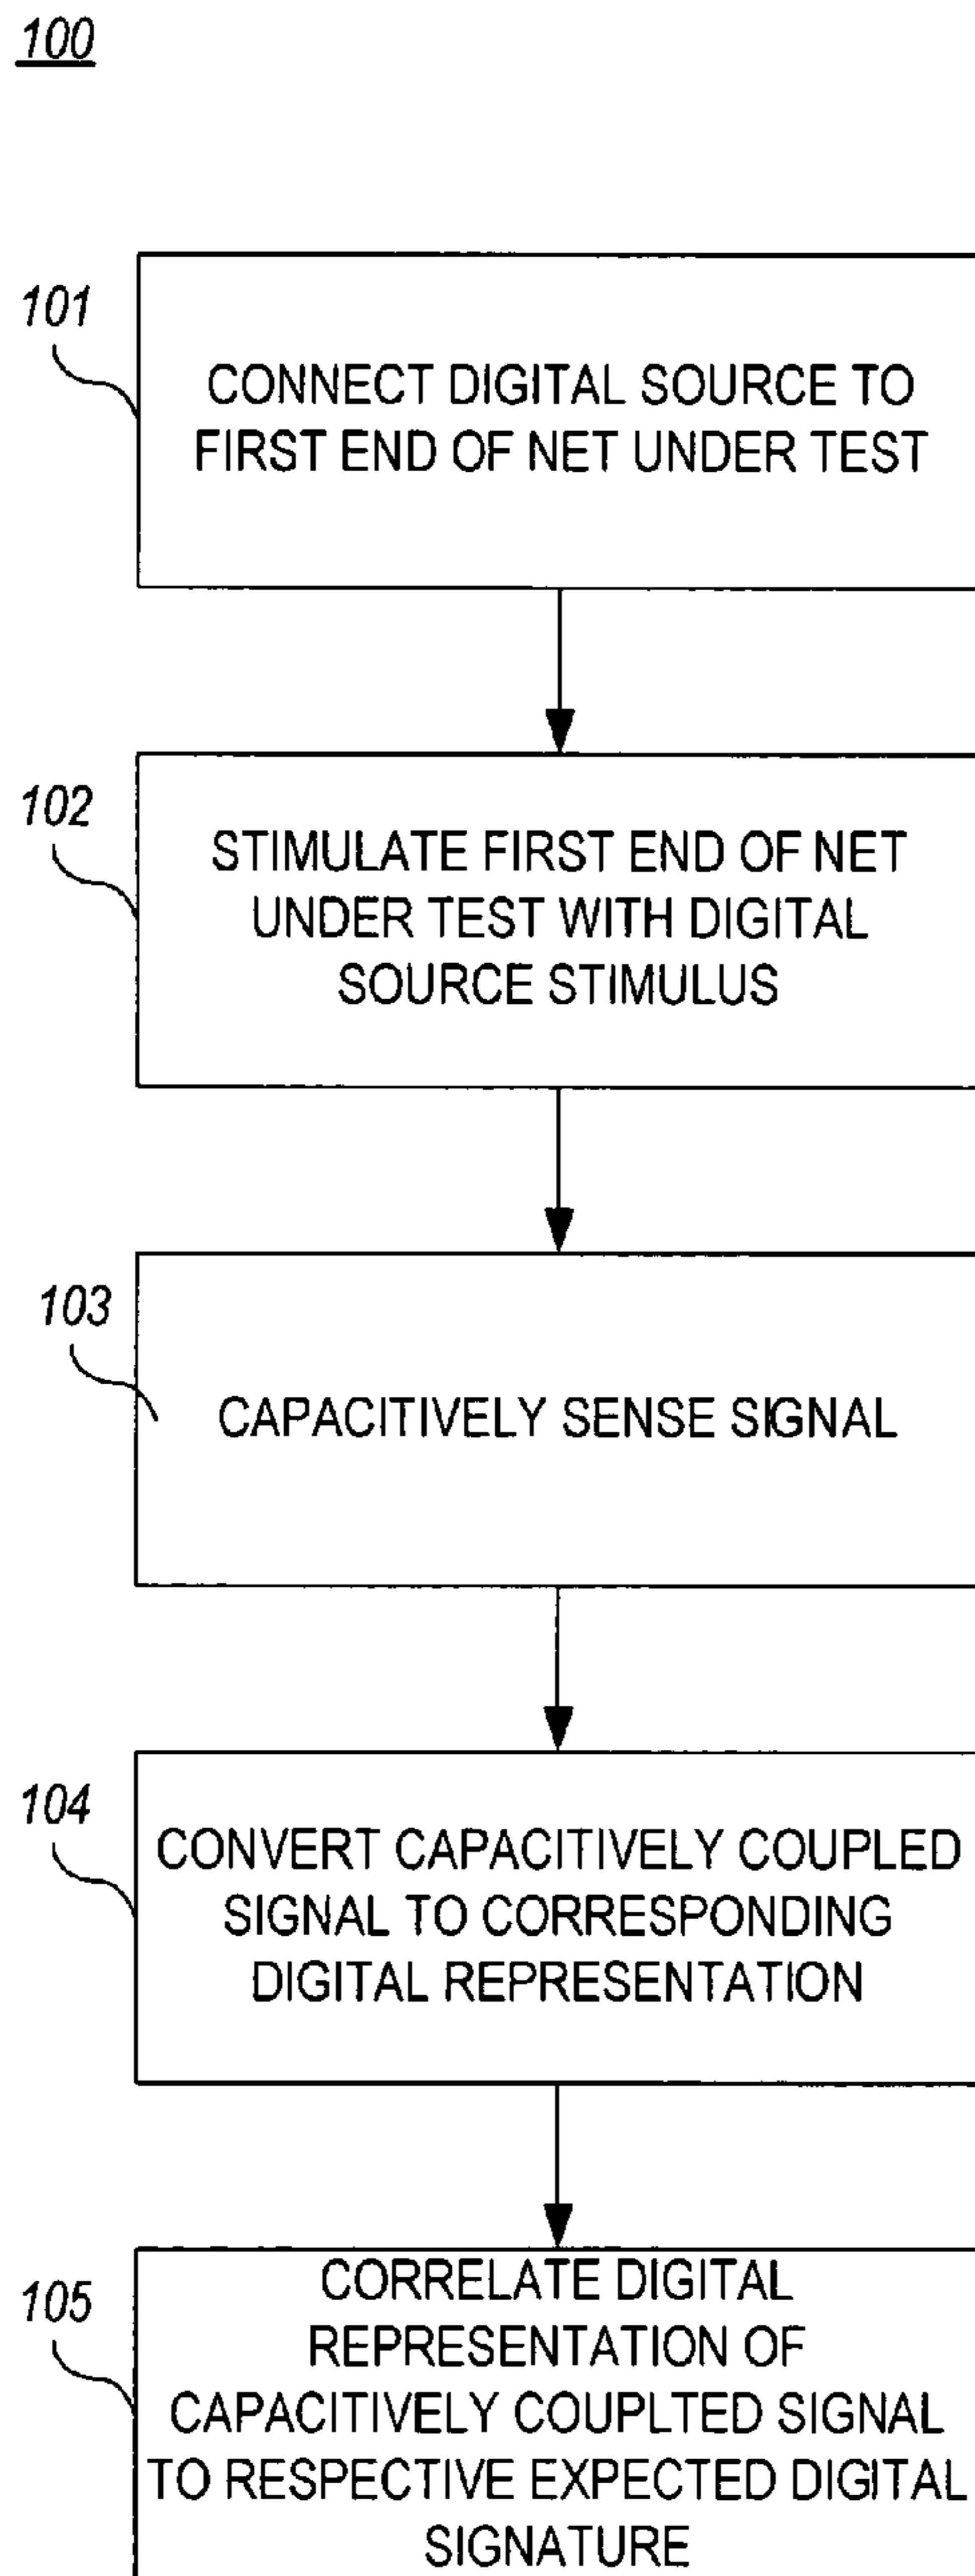 100
101
CONNECT DIGITAL SOURCE TO
FIRST END OF NET UNDER TEST
102
STIMULATE FIRST END OF NET
UNDER TEST WITH DIGITAL
SOURCE STIMULUS
103
CAPACITIVELY SENSE SIGNAL
104
CONVERT CAPACITIVELY COUPLED
SIGNAL TO CORRESPONDING
DIGITAL REPRESENTATION
105
CORRELATE DIGITAL
REPRESENTATION OF
CAPACITIVELY COUPLTED SIGNAL
TO RESPECTIVE EXPECTED DIGITAL
SIGNATURE